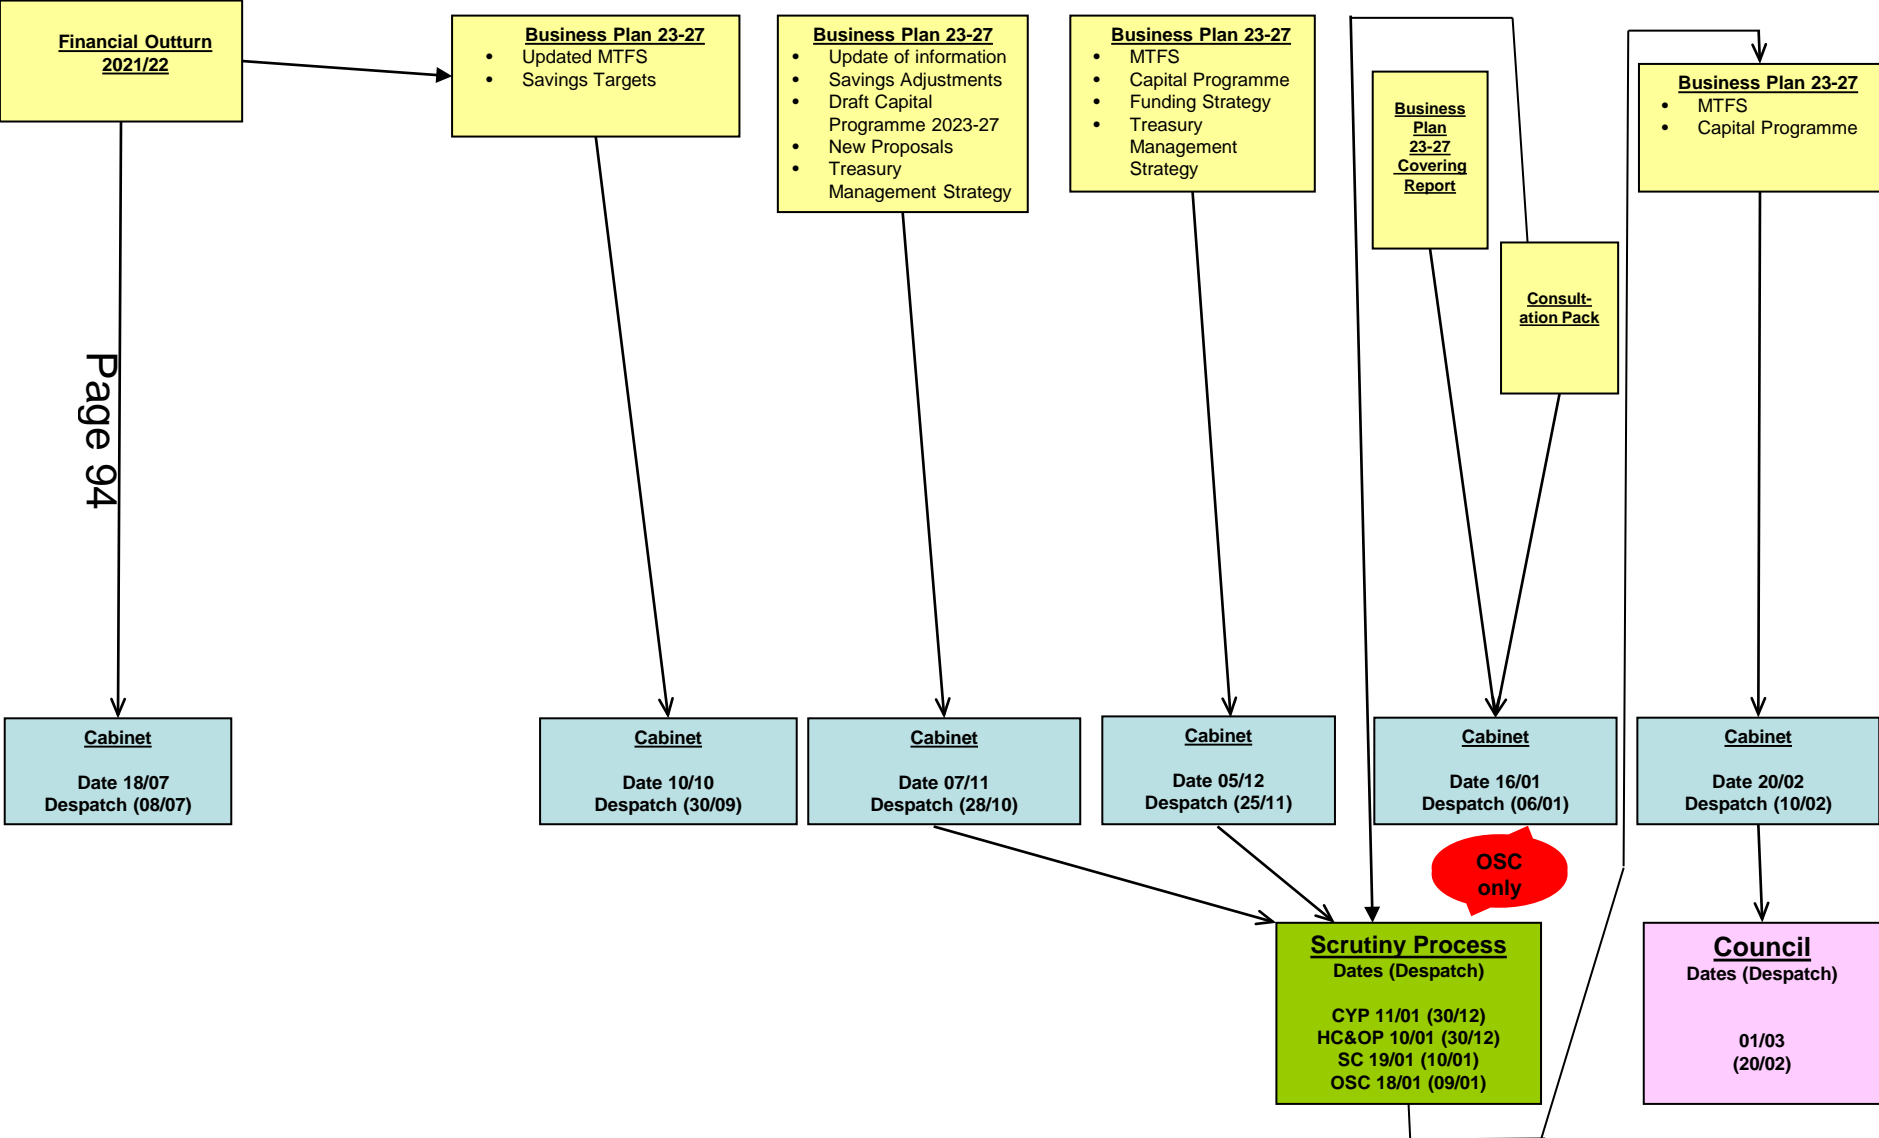 Financial Outturn
2021/22
Business Plan 23-27
• Updated MTFS
• Savings Targets
Business Plan 23-27
• Update of information
• Savings Adjustments
• Draft Capital
Programme 2023-27
• New Proposals
• Treasury
Management Strategy
Business Plan 23-27
• MTFS
• Capital Programme
• Funding Strategy
• Treasury
Management
Strategy
Business
Plan
23-27
Covering
Report
Consult-
ation Pack
Business Plan 23-27
• MTFS
• Capital Programme
Page 94
Cabinet
Date 18/07
Despatch (08/07)
Cabinet
Date 10/10
Despatch (30/09)
Cabinet
Date 07/11
Despatch (28/10)
Cabinet
Date 05/12
Despatch (25/11)
Cabinet
Date 16/01
Despatch (06/01)
Cabinet
Date 20/02
Despatch (10/02)
OSC
only
Scrutiny Process
Dates (Despatch)
CYP 11/01 (30/12)
HC&OP 10/01 (30/12)
SC 19/01 (10/01)
OSC 18/01 (09/01)
Council
Dates (Despatch)
01/03
(20/02)